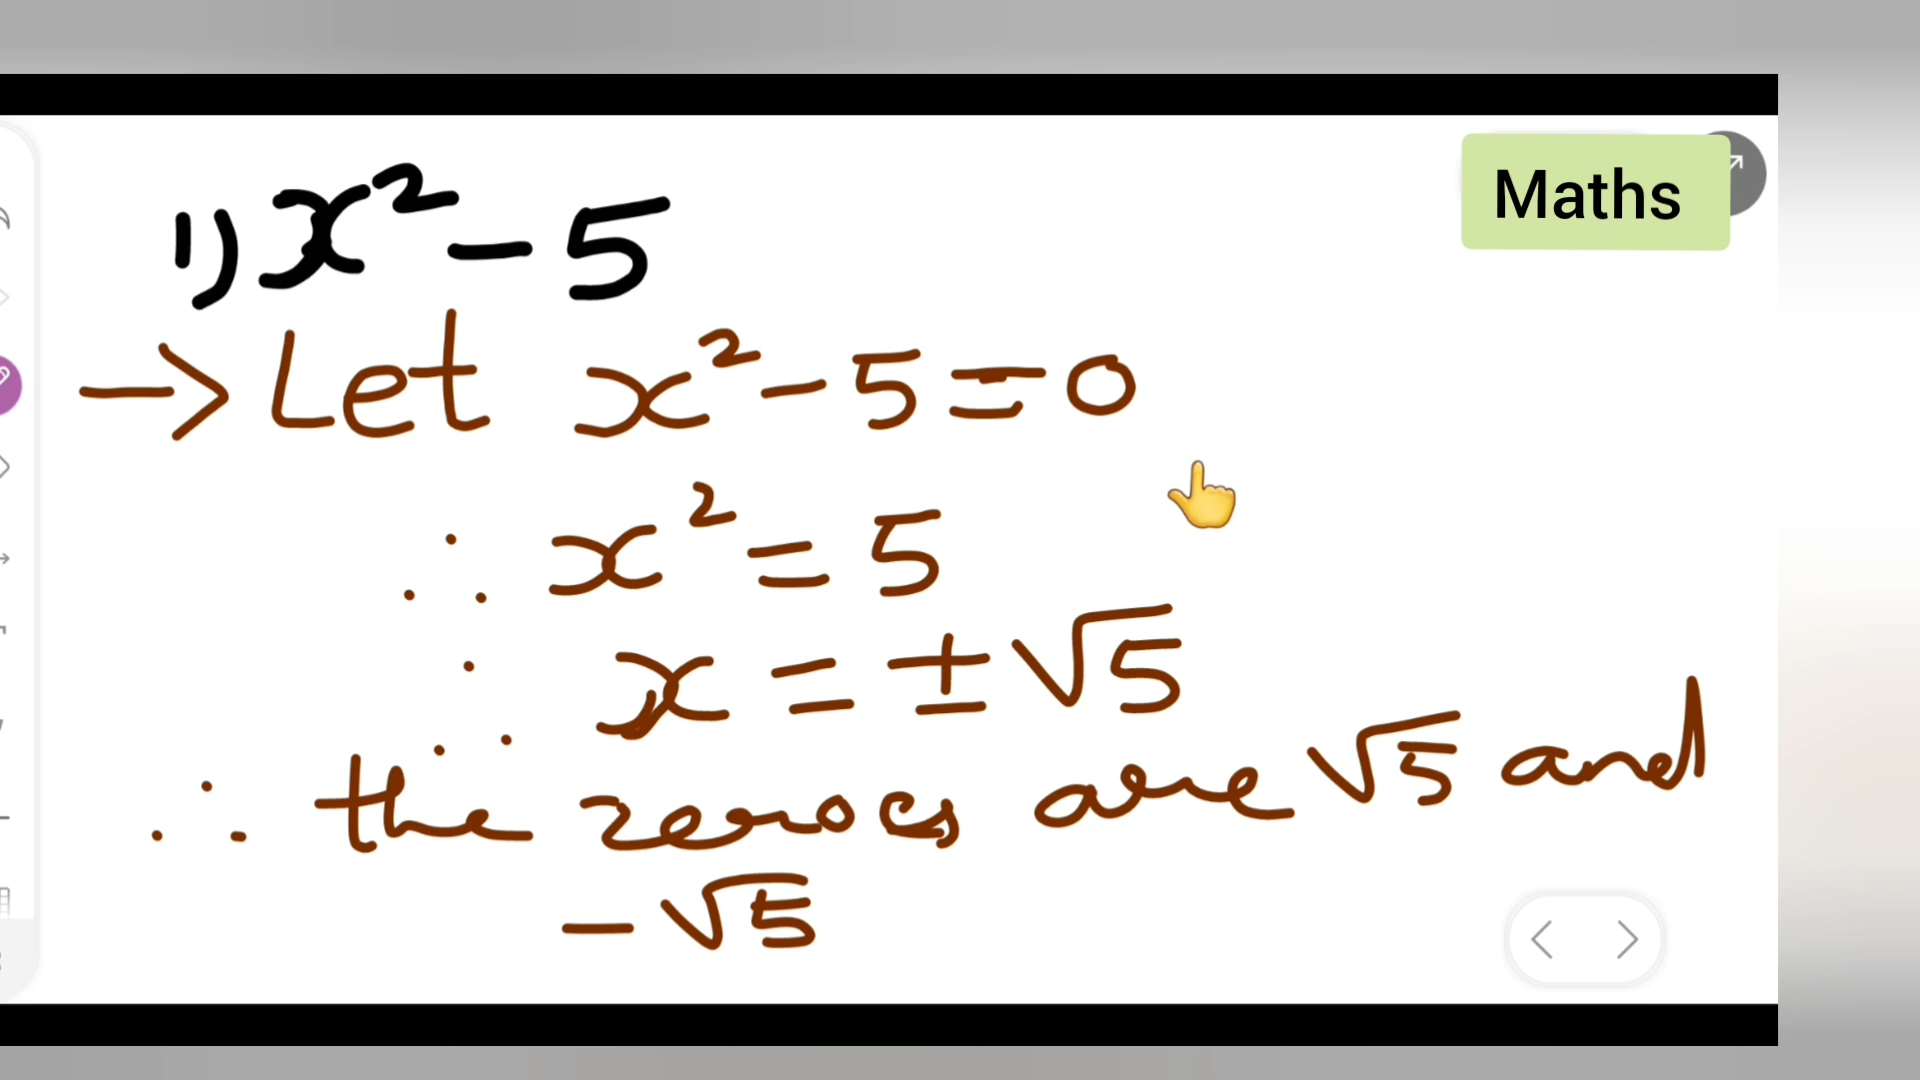 Maths
1) x² - 5
→ Let x² - 5 = 0
∴ x² = 5
∴ x = ± √5
∴ the zeroes are √5 and
- √5